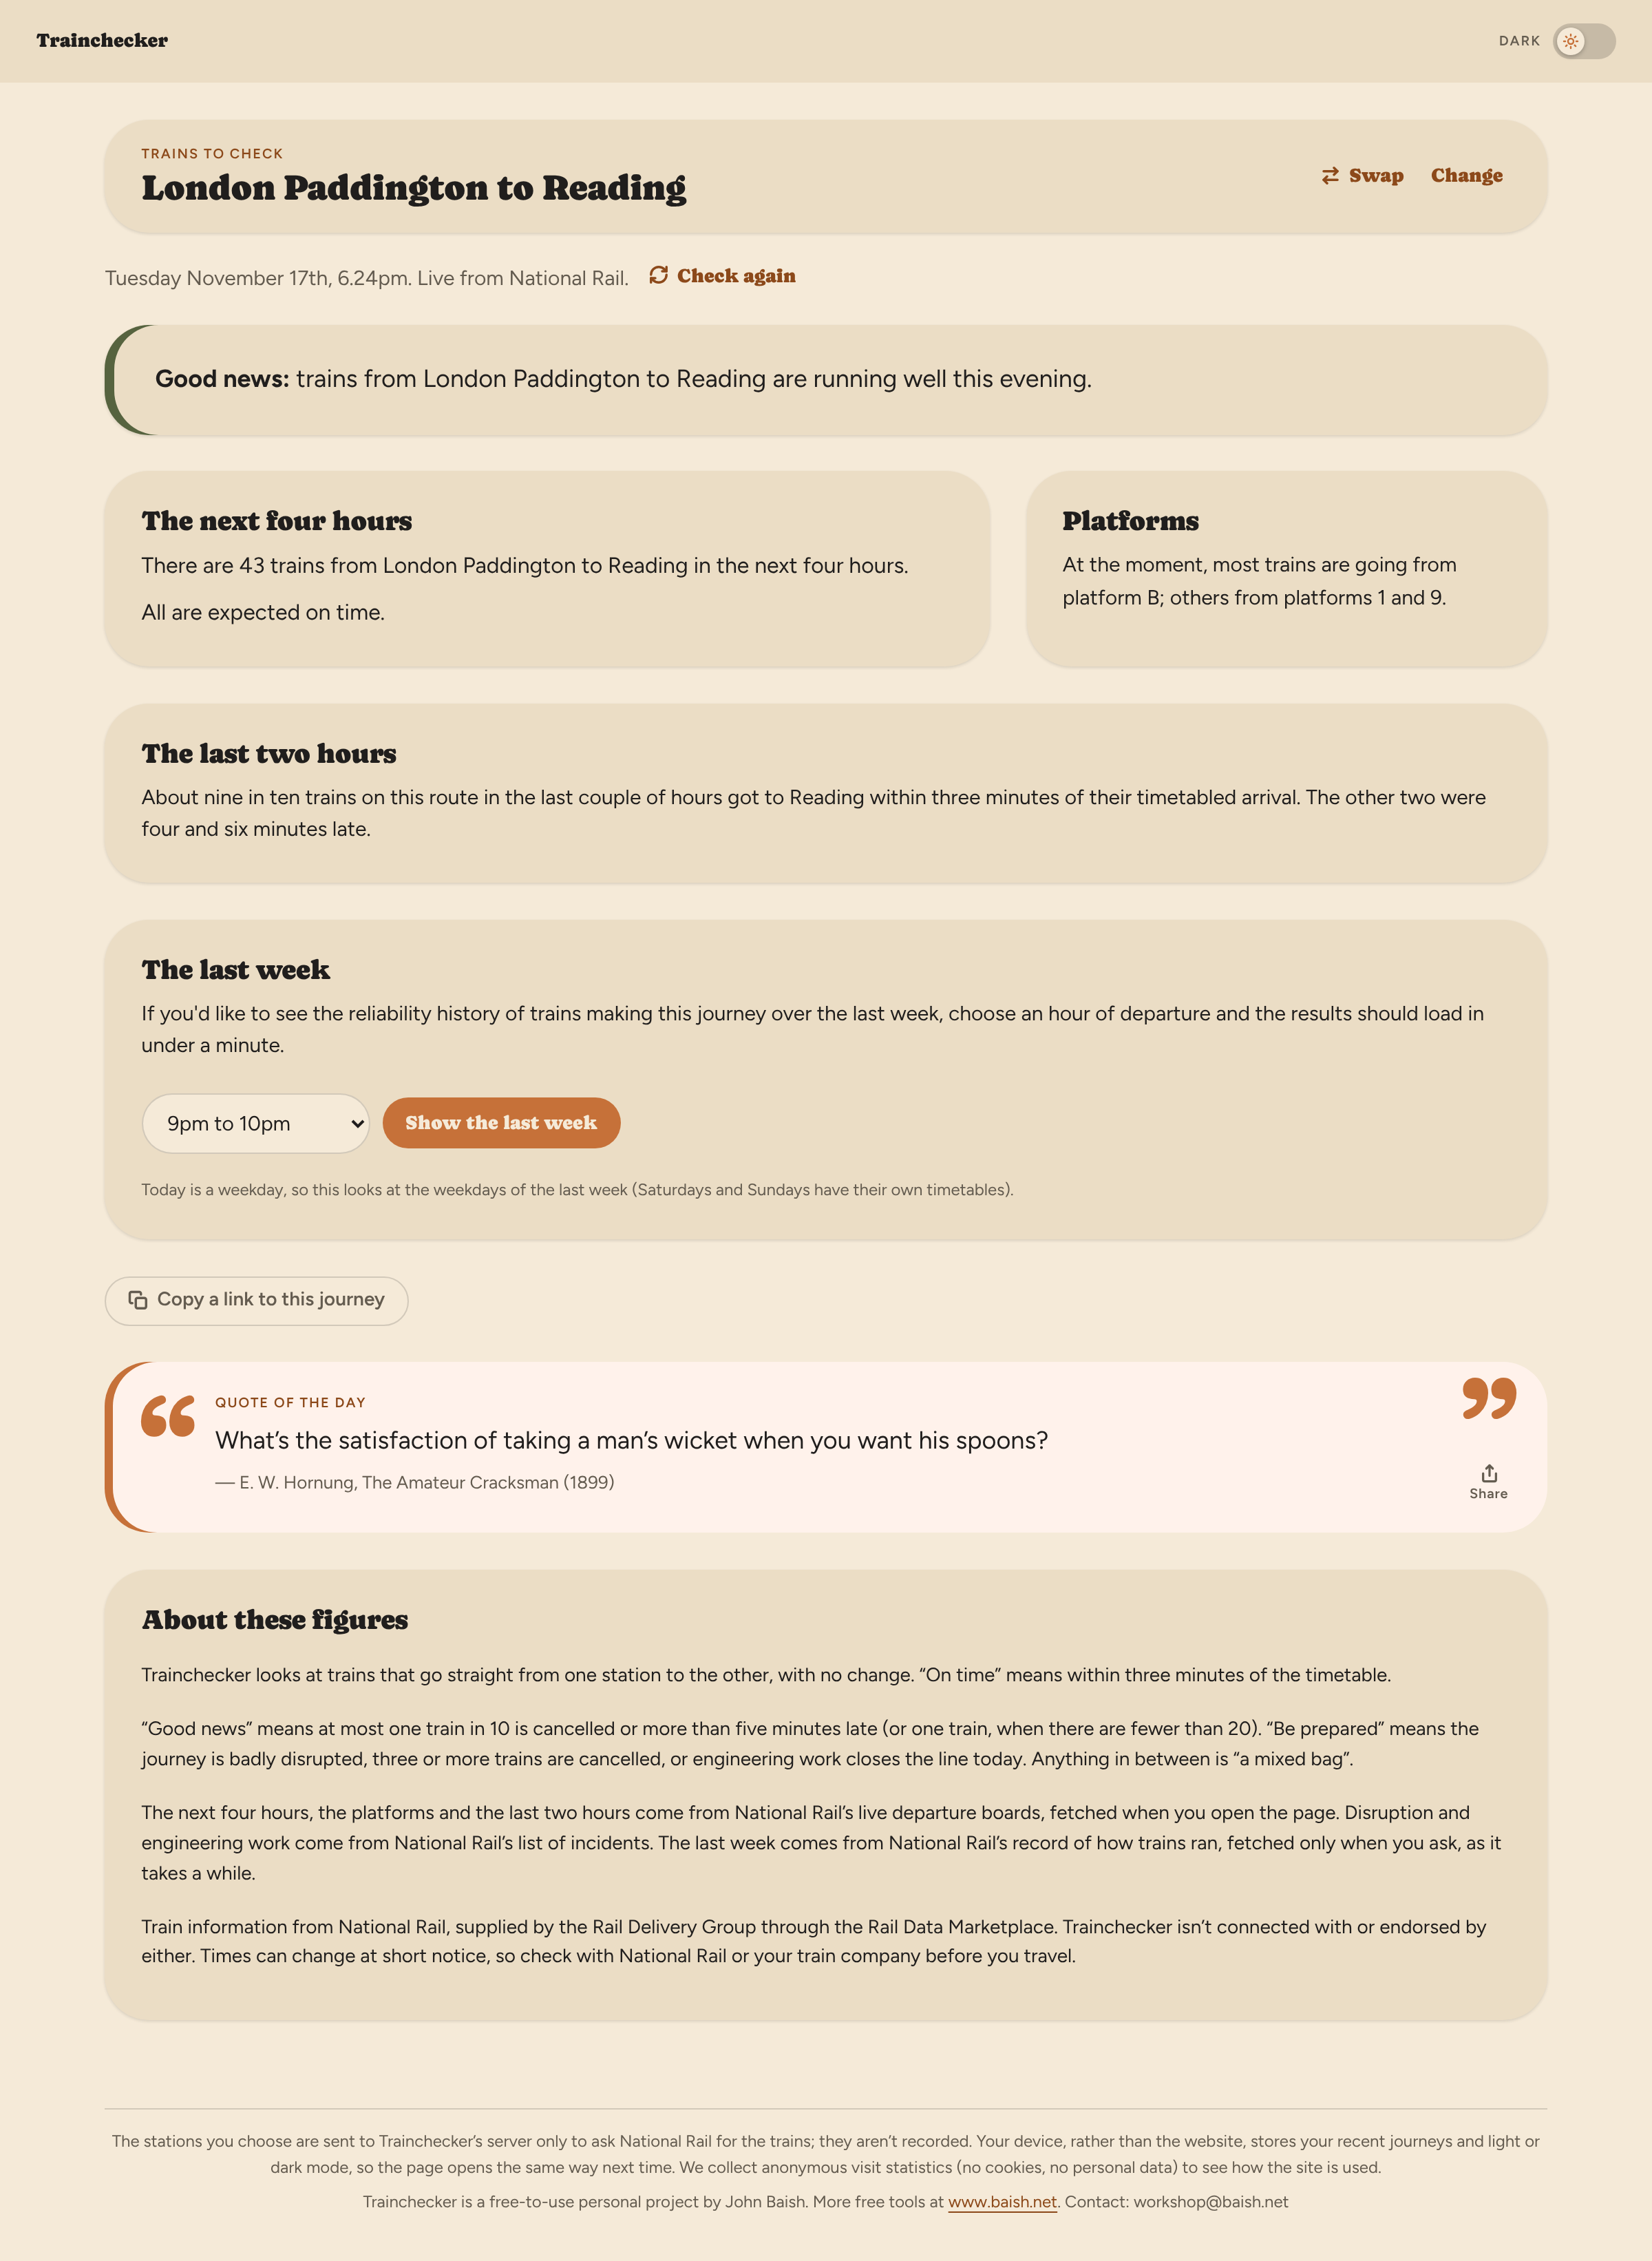 Trainchecker
DARK
TRAINS TO CHECK
London Paddington to Reading
Swap
Change
Tuesday November 17th, 6.24pm. Live from National Rail.
Check again
Good news: trains from London Paddington to Reading are running well this evening.
The next four hours
There are 43 trains from London Paddington to Reading in the next four hours.
All are expected on time.
Platforms
At the moment, most trains are going from
platform B; others from platforms 1 and 9.
The last two hours
About nine in ten trains on this route in the last couple of hours got to Reading within three minutes of their timetabled arrival. The other two were
four and six minutes late.
The last week
If you'd like to see the reliability history of trains making this journey over the last week, choose an hour of departure and the results should load in
under a minute.
9pm to 10pm
Show the last week
Today is a weekday, so this looks at the weekdays of the last week (Saturdays and Sundays have their own timetables).
Copy a link to this journey
“
QUOTE OF THE DAY
What’s the satisfaction of taking a man’s wicket when you want his spoons?
— E. W. Hornung, The Amateur Cracksman (1899)
”
Share
About these figures
Trainchecker looks at trains that go straight from one station to the other, with no change. “On time” means within three minutes of the timetable.
“Good news” means at most one train in 10 is cancelled or more than five minutes late (or one train, when there are fewer than 20). “Be prepared” means the
journey is badly disrupted, three or more trains are cancelled, or engineering work closes the line today. Anything in between is “a mixed bag”.
The next four hours, the platforms and the last two hours come from National Rail’s live departure boards, fetched when you open the page. Disruption and
engineering work come from National Rail’s list of incidents. The last week comes from National Rail’s record of how trains ran, fetched only when you ask, as it
takes a while.
Train information from National Rail, supplied by the Rail Delivery Group through the Rail Data Marketplace. Trainchecker isn’t connected with or endorsed by
either. Times can change at short notice, so check with National Rail or your train company before you travel.
The stations you choose are sent to Trainchecker’s server only to ask National Rail for the trains; they aren’t recorded. Your device, rather than the website, stores your recent journeys and light or
dark mode, so the page opens the same way next time. We collect anonymous visit statistics (no cookies, no personal data) to see how the site is used.
Trainchecker is a free-to-use personal project by John Baish. More free tools at www.baish.net. Contact: workshop@baish.net